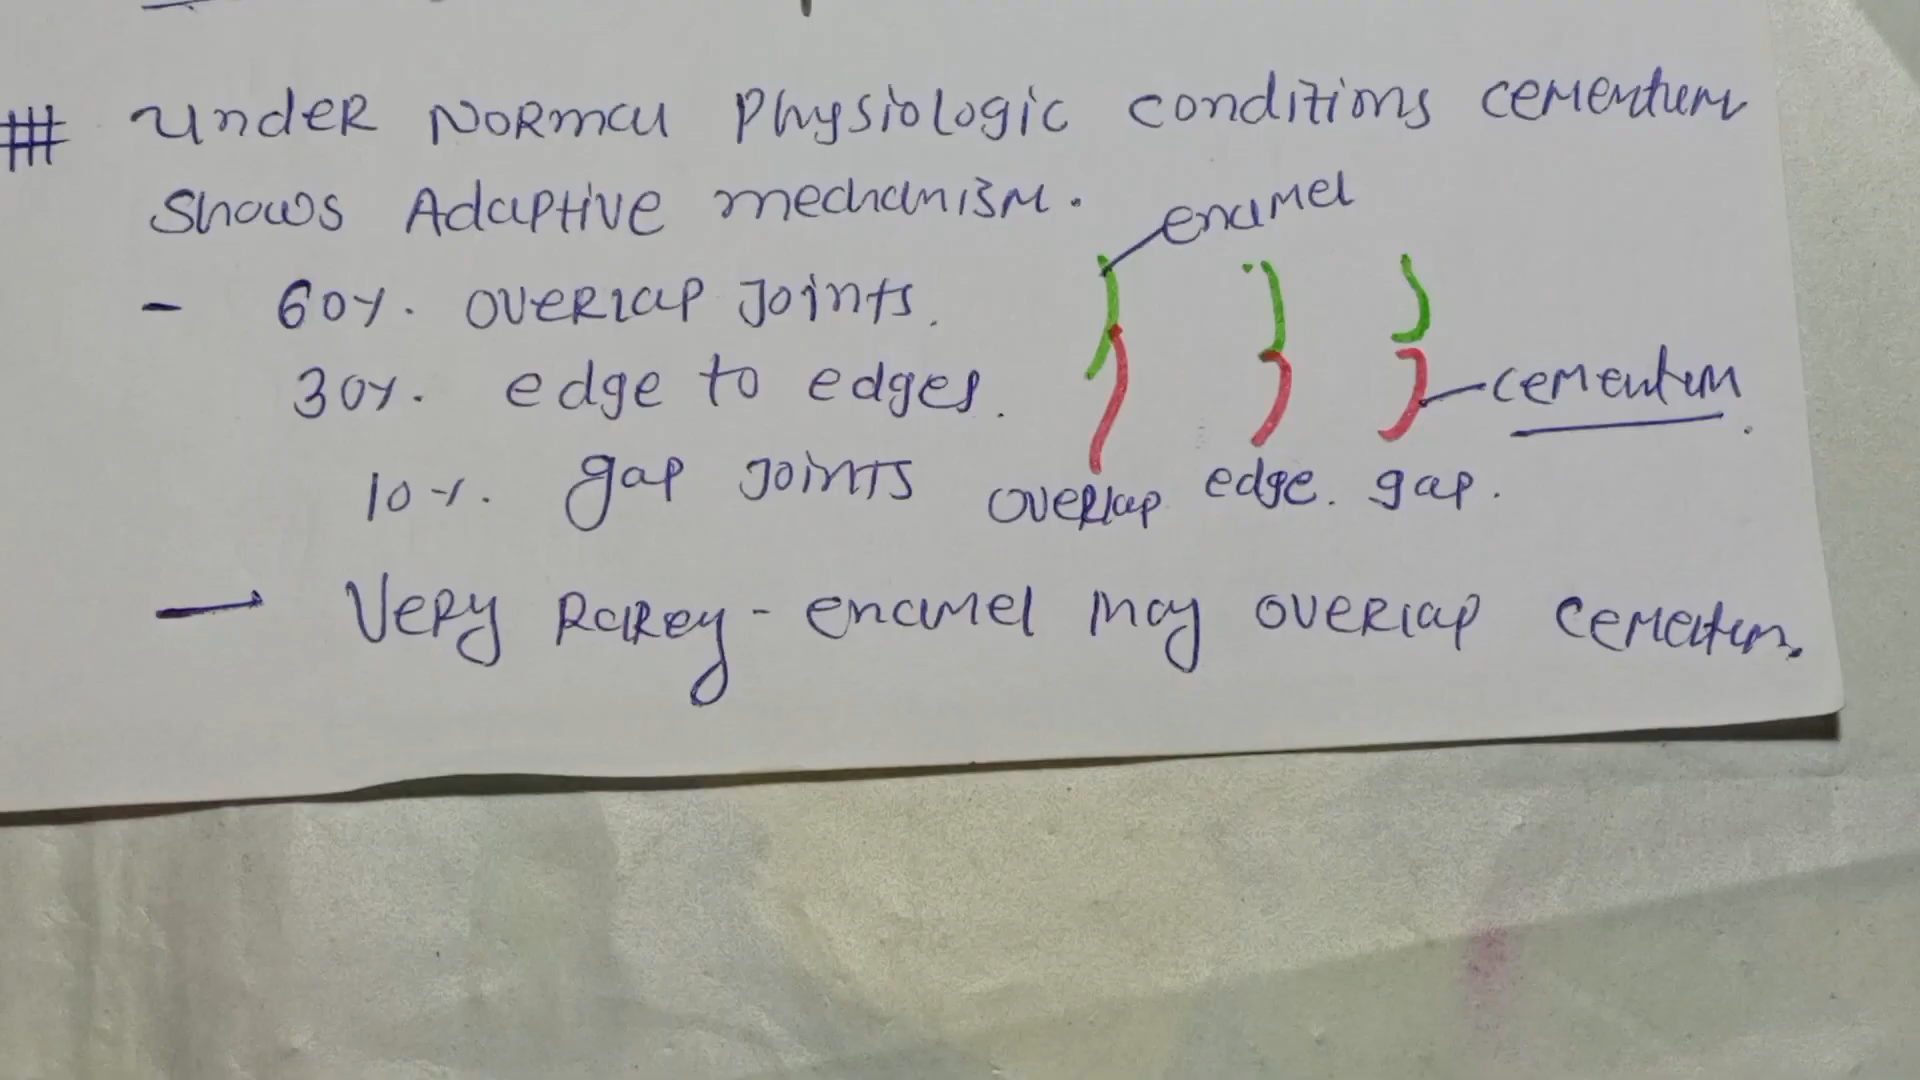 ## Under Normal Physiologic conditions cementum
shows Adaptive mechanism.
enamel
- 60%. overlap Joints.
30%. edge to edges.
cementum.
10%. gap Joints
overlap edge. gap.
→ Very Rarey - enamel may overlap cementum.